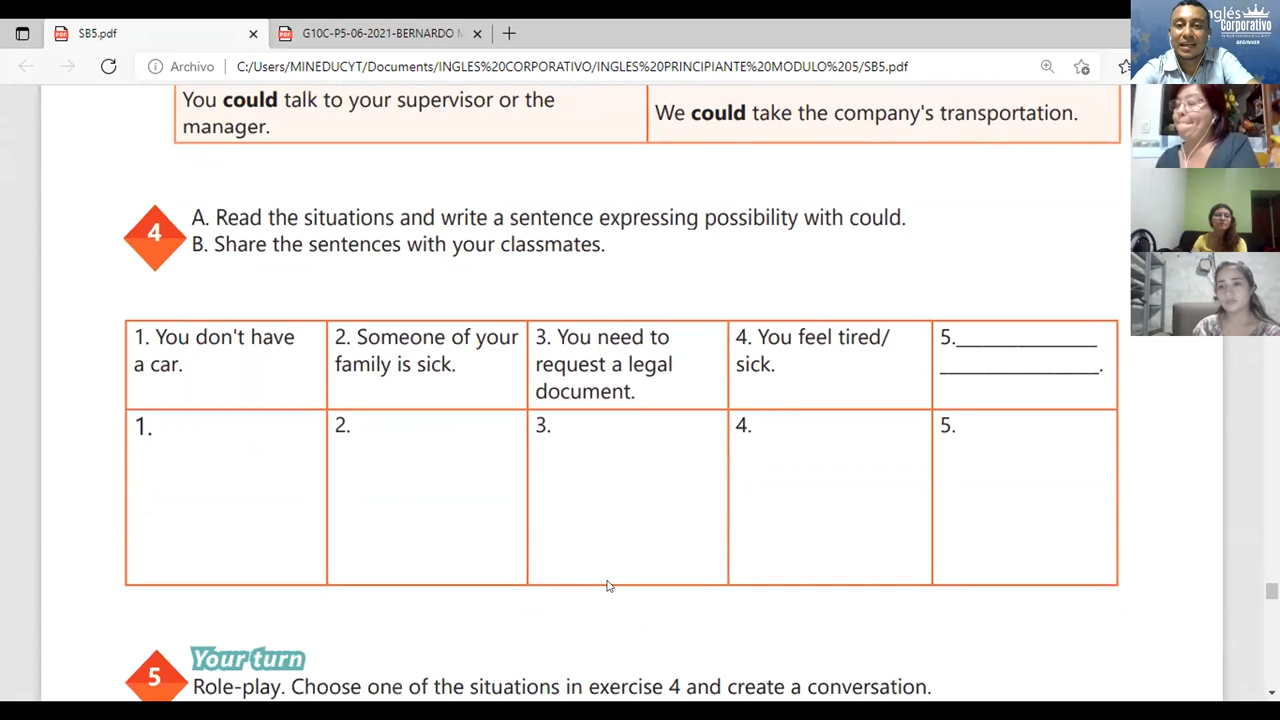 SB5.pdf
G10C-P5-06-2021-BERNARDO M
Archivo
C:/Users/MINEDUCYT/Documents/INGLES%20CORPORATIVO/INGLES%20PRINCIPIANTE%20MODULO%205/SB5.pdf
Inglés
Corporativo
BEGINNER
You could talk to your supervisor or the
manager.
We could take the company's transportation.
4
A. Read the situations and write a sentence expressing possibility with could.
B. Share the sentences with your classmates.
1. You don't have
a car.
2. Someone of your
family is sick.
3. You need to
request a legal
document.
4. You feel tired/
sick.
5.______________
_________________.
1.
2.
3.
4.
5.
5
Your turn
Role-play. Choose one of the situations in exercise 4 and create a conversation.